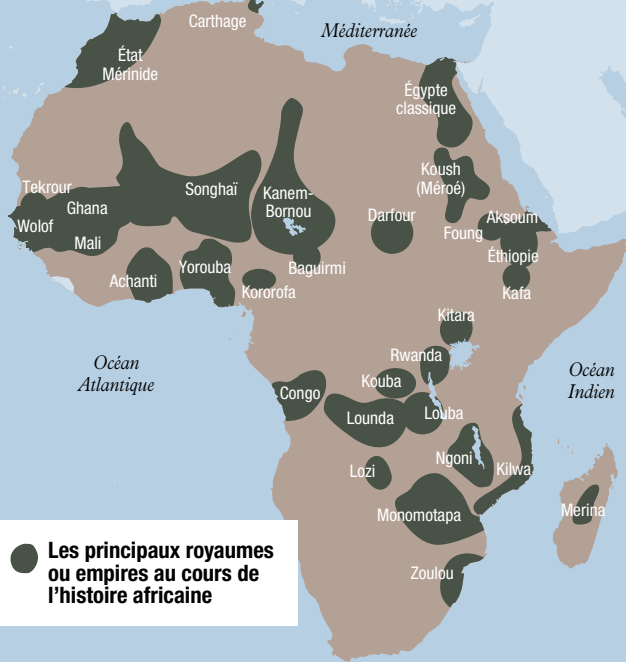 Carthage
Méditerranée
État
Mérinide
Égypte
classique
Koush
(Méroé)
Tekrour
Ghana
Songhaï
Kanem-
Bornou
Wolof
Mali
Darfour
Aksoum
Foung
Éthiopie
Achanti
Yorouba
Baguirmi
Kororofa
Kafa
Kitara
Océan
Atlantique
Rwanda
Océan
Indien
Congo
Kouba
Lounda
Louba
Ngoni
Kilwa
Lozi
Monomotapa
Merina
Zoulou
Les principaux royaumes
ou empires au cours de
l'histoire africaine